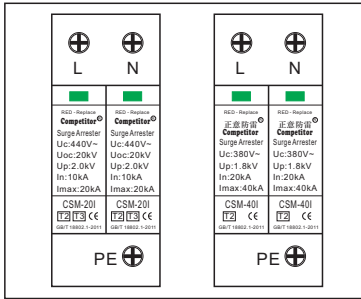 L N
RED - Replace RED - Replace
Competitor® Competitor®
Surge Arrester Surge Arrester
Uc:440V~ Uc:440V~
Uoc:20kV Uoc:20kV
Up:2.0kV Up:2.0kV
In:10kA In:10kA
Imax:20kA Imax:20kA
CSM-20I CSM-20I
T2 T3 CE T2 T3 CE
GB/T 18802.1-2011 GB/T 18802.1-2011
PE
L N
RED - Replace RED - Replace
正意防雷® 正意防雷®
Competitor Competitor
Surge Arrester Surge Arrester
Uc:380V~ Uc:380V~
Up:1.8kV Up:1.8kV
In:20kA In:20kA
Imax:40kA Imax:40kA
CSM-40I CSM-40I
T2 CE T2 CE
GB/T 18802.1-2011 GB/T 18802.1-2011
PE